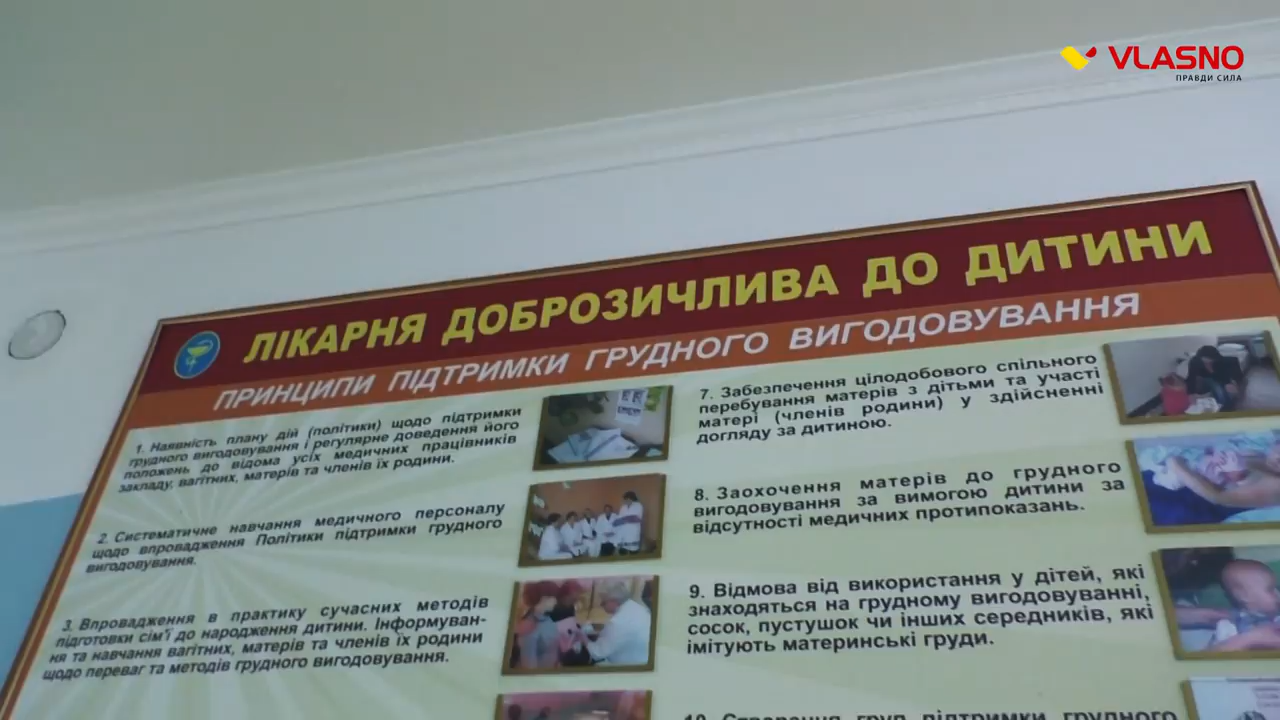 VLASNO
ПРАВДИ СИЛА
ЛІКАРНЯ ДОБРОЗИЧЛИВА ДО ДИТИНИ
ПРИНЦИПИ ПІДТРИМКИ ГРУДНОГО ВИГОДОВУВАННЯ
1. Наявність плану дій (політики) щодо підтримки
грудного вигодовування і регулярне доведення його
положень до відома усіх медичних працівників
закладу, вагітних, матерів та членів їх родини.
2. Систематичне навчання медичного персоналу
щодо впровадження Політики підтримки грудного
вигодовування.
3. Впровадження в практику сучасних методів
підготовки сім'ї до народження дитини. Інформуван-
ня та навчання вагітних, матерів та членів їх родини
щодо переваг та методів грудного вигодовування.
7. Забезпечення цілодобового спільного
перебування матерів з дітьми та участі
матері (членів родини) у здійсненні
догляду за дитиною.
8. Заохочення матерів до грудного
вигодовування за вимогою дитини за
відсутності медичних протипоказань.
9. Відмова від використання у дітей, які
знаходяться на грудному вигодовуванні,
сосок, пустушок чи інших середників, які
імітують материнські груди.
10. Створення груп підтримки грудного